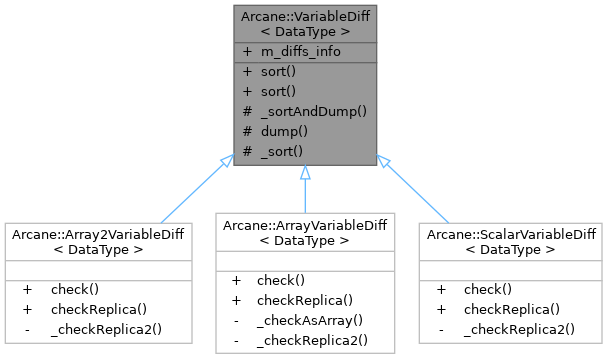 Arcane::VariableDiff
< DataType >
+ m_diffs_info
+ sort()
+ sort()
# _sortAndDump()
# dump()
# _sort()
Arcane::Array2VariableDiff
< DataType >
+ check()
+ checkReplica()
- _checkReplica2()
Arcane::ArrayVariableDiff
< DataType >
+ check()
+ checkReplica()
- _checkAsArray()
- _checkReplica2()
Arcane::ScalarVariableDiff
< DataType >
+ check()
+ checkReplica()
- _checkReplica2()